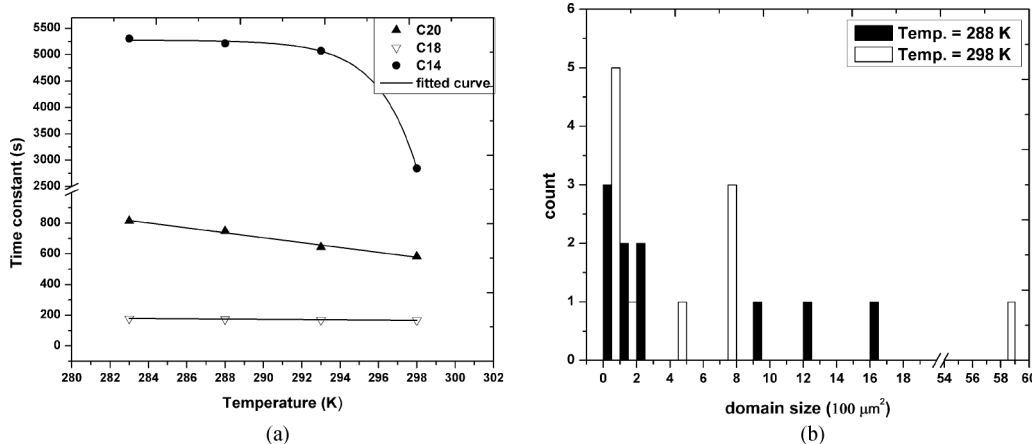 5500
5000
4500
4000
3500
3000
2500
800
600
400
200
0
Time constant (s)
C20
C18
C14
fitted curve
280 282 284 286 288 290 292 294 296 298 300 302
Temperature (K)
(a)
6
5
4
3
2
1
0
count
Temp. = 288 K
Temp. = 298 K
0 2 4 6 8 10 12 14 16 18 54 56 58 60
domain size (100 μm²)
(b)